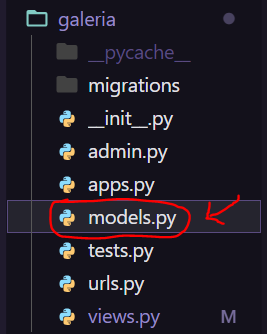 galeria
__pycache__
migrations
__init__.py
admin.py
apps.py
models.py
tests.py
urls.py
views.py M